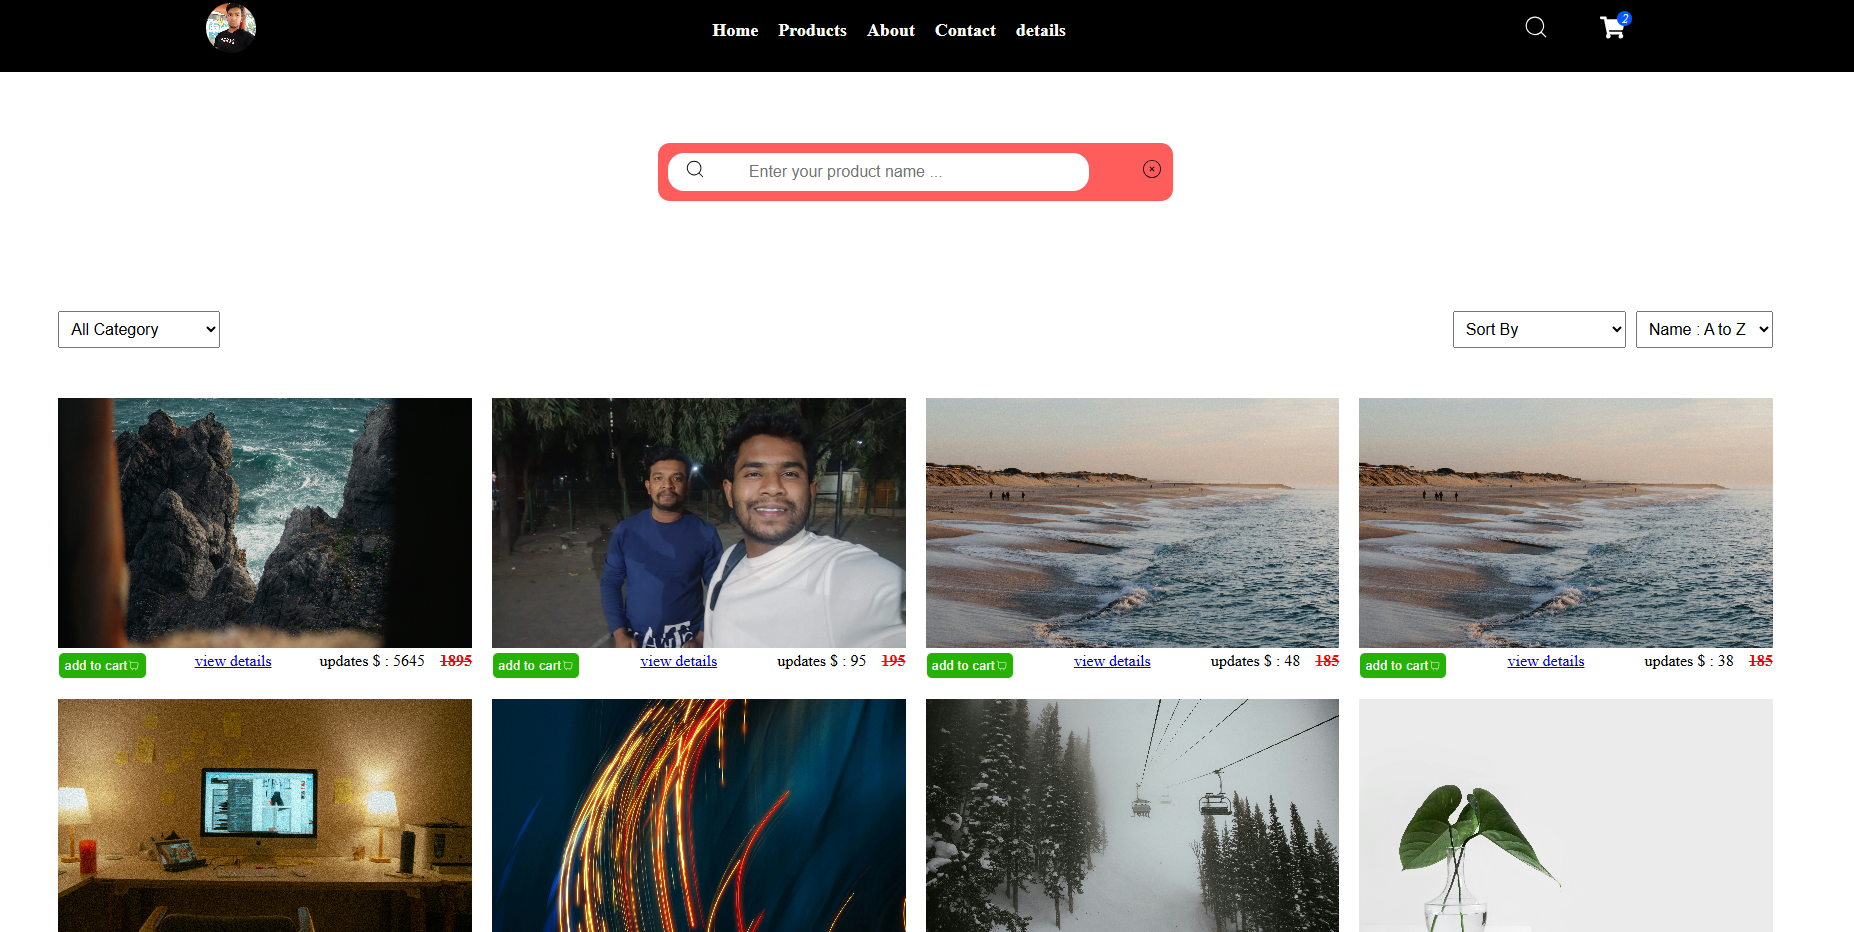 Home Products About Contact details
2
Enter your product name ...
All Category
Sort By
Name : A to Z
add to cart view details updates $ : 5645 1895
add to cart view details updates $ : 95 195
add to cart view details updates $ : 48 185
add to cart view details updates $ : 38 185